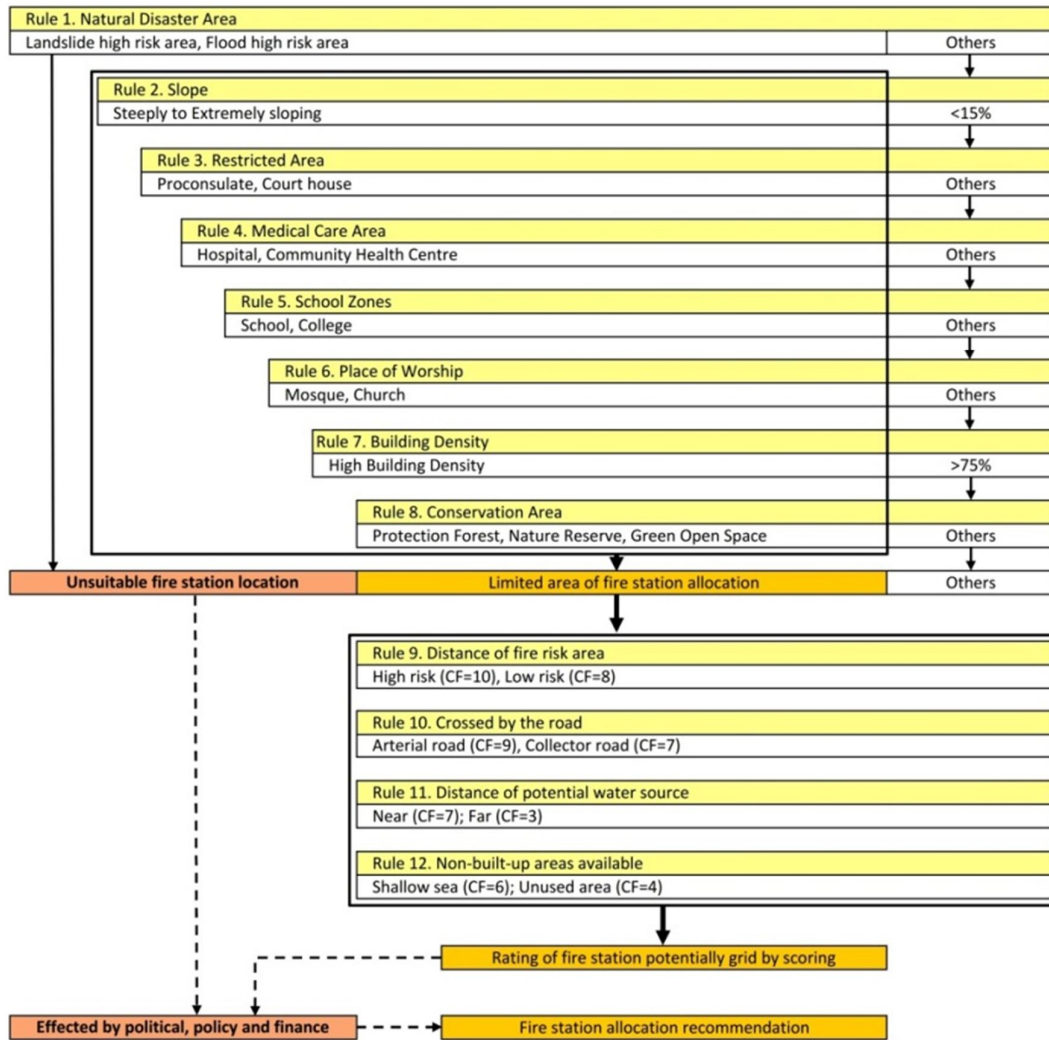 Rule 1. Natural Disaster Area
Landslide high risk area, Flood high risk area
Others
Rule 2. Slope
Steeply to Extremely sloping
<15%
Rule 3. Restricted Area
Proconsulate, Court house
Others
Rule 4. Medical Care Area
Hospital, Community Health Centre
Others
Rule 5. School Zones
School, College
Others
Rule 6. Place of Worship
Mosque, Church
Others
Rule 7. Building Density
High Building Density
>75%
Rule 8. Conservation Area
Protection Forest, Nature Reserve, Green Open Space
Others
Unsuitable fire station location
Limited area of fire station allocation
Others
Rule 9. Distance of fire risk area
High risk (CF=10), Low risk (CF=8)
Rule 10. Crossed by the road
Arterial road (CF=9), Collector road (CF=7)
Rule 11. Distance of potential water source
Near (CF=7); Far (CF=3)
Rule 12. Non-built-up areas available
Shallow sea (CF=6); Unused area (CF=4)
Rating of fire station potentially grid by scoring
Effected by political, policy and finance
Fire station allocation recommendation